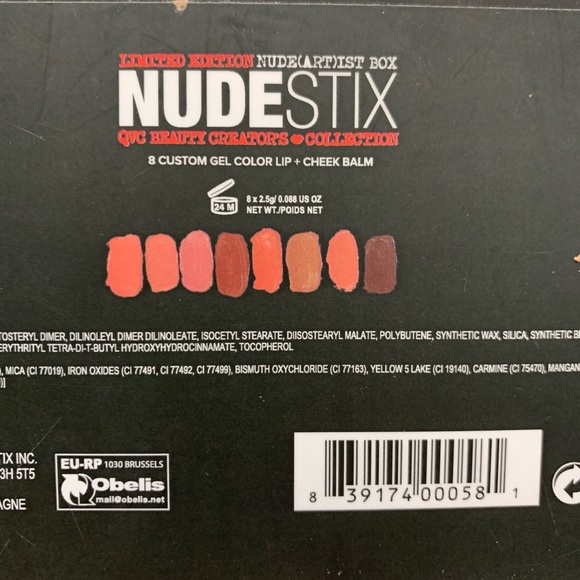 LIMITED EDITION NUDE(ART)IST BOX
NUDESTIX
QVC BEAUTY CREATOR'S COLLECTION
8 CUSTOM GEL COLOR LIP + CHEEK BALM
24 M
8 x 2.5g/ 0.088 US OZ
NET WT./POIDS NET
TOSTERYL DIMER, DILINOLEYL DIMER DILINOLEATE, ISOCETYL STEARATE, DIISOSTEARYL MALATE, POLYBUTENE, SYNTHETIC WAX, SILICA, SYNTHETIC BE
ERYTHRITYL TETRA-DI-T-BUTYL HYDROXYHYDROCINNAMATE, TOCOPHEROL
), MICA (CI 77019), IRON OXIDES (CI 77491, CI 77492, CI 77499), BISMUTH OXYCHLORIDE (CI 77163), YELLOW 5 LAKE (CI 19140), CARMINE (CI 75470), MANGAN
)]
TIX INC.
3H 5T5
AGNE
EU-RP 1030 BRUSSELS
Obelis
mail@obelis.net
8 39174 00058 1